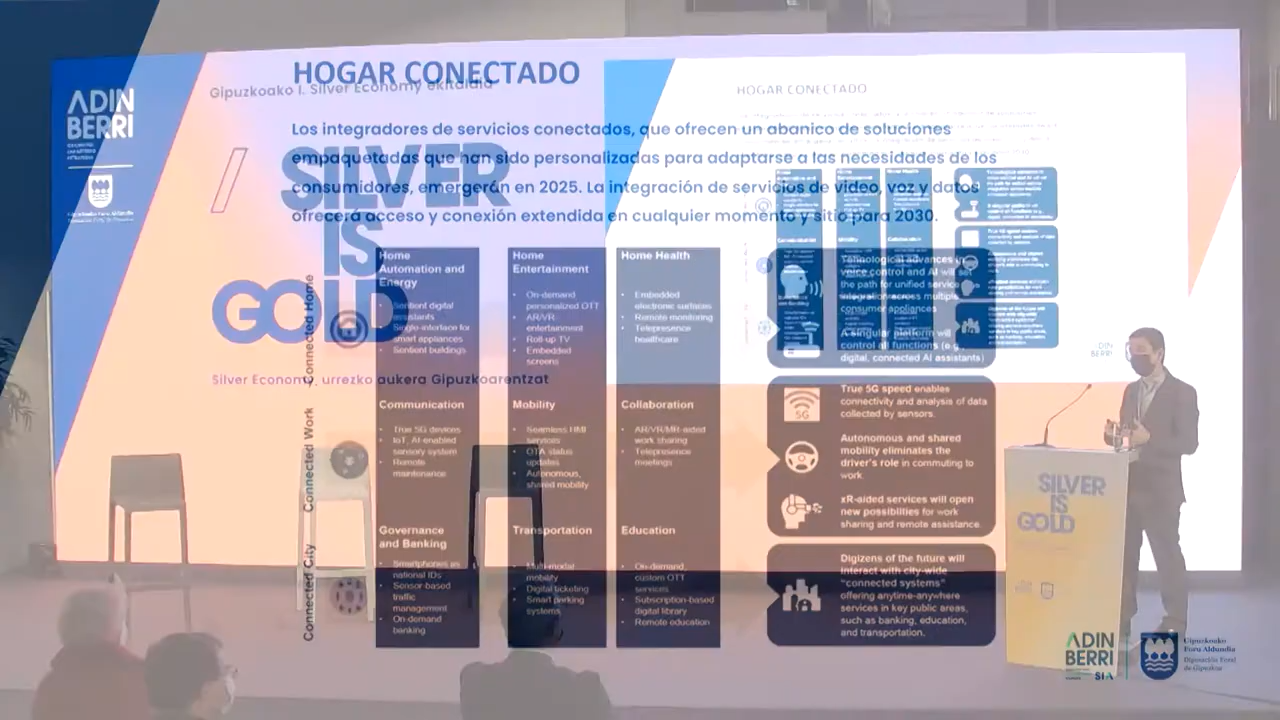 HOGAR CONECTADO
Los integradores de servicios conectados, que ofrecen un abanico de soluciones
empaquetadas que han sido personalizadas para adaptarse a las necesidades de los
consumidores, emergerán en 2025. La integración de servicios de video, voz y datos
ofrecerá acceso y conexión extendida en cualquier momento y sitio para 2030.
Connected Home
Home
Automation and
Energy
• Sentient digital
assistants
• Single-interface for
smart appliances
• Sentient buildings
Home
Entertainment
• On-demand
personalized OTT
• AR/VR
entertainment
• Roll-up TV
• Embedded
screens
Home Health
• Embedded
electronic surfaces
• Remote monitoring
• Telepresence
healthcare
Technological advances in
voice control and AI will set
the path for unified service
integration across multiple
consumer appliances
A singular platform will
control all functions (e.g.,
digital, connected AI assistants)
Connected Work
Communication
• True 5G devices
• IoT, AI-enabled
sensory system
• Remote
maintenance
Mobility
• Seamless HMI
services
• OTA status
updates
• Autonomous,
shared mobility
Collaboration
• AR/VR/MR-aided
work sharing
• Telepresence
meetings
5G
True 5G speed enables
connectivity and analysis of data
collected by sensors.
Autonomous and shared
mobility eliminates the
driver's role in commuting to
work.
xR-aided services will open
new possibilities for work
sharing and remote assistance.
Connected City
Governance
and Banking
• Smartphones as
national IDs
• Sensor-based
traffic
management
• On-demand
banking
Transportation
• Multi-modal
mobility
• Digital ticketing
• Smart parking
systems
Education
• On-demand,
custom OTT
services
• Subscription-based
digital library
• Remote education
Digizens of the future will
interact with city-wide
"connected systems"
offering anytime-anywhere
services in key public areas,
such as banking, education,
and transportation.
ADIN
BERRI
Gipuzkoako I. Silver Economy ekitaldia
SILVER
IS
GOLD
Silver Economy, urrezko aukera Gipuzkoarentzat
HOGAR CONECTADO
ADIN
BERRI
SILVER
IS
GOLD
ADIN
BERRI
SIA
Gipuzkoako
Foru Aldundia
Diputación Foral
de Gipuzkoa